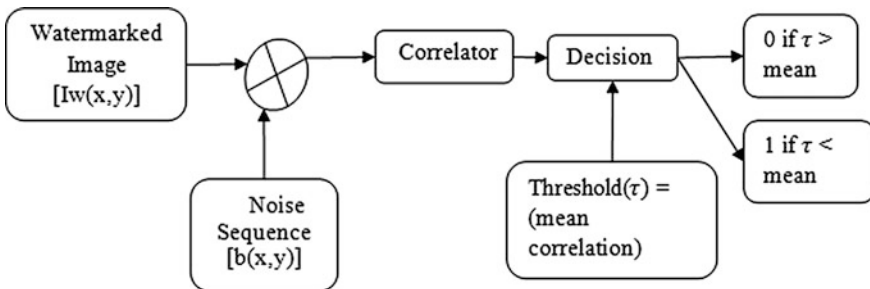 Watermarked
Image
[Iw(x,y)]
Correlator
Decision
0 if τ >
mean
1 if τ <
mean
Noise
Sequence
[b(x,y)]
Threshold(τ) =
(mean
correlation)